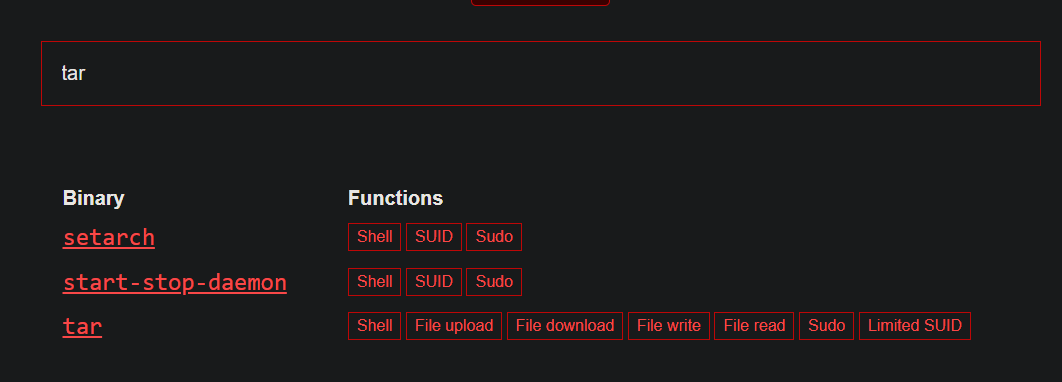 tar
Binary Functions
setarch Shell SUID Sudo
start-stop-daemon Shell SUID Sudo
tar Shell File upload File download File write File read Sudo Limited SUID